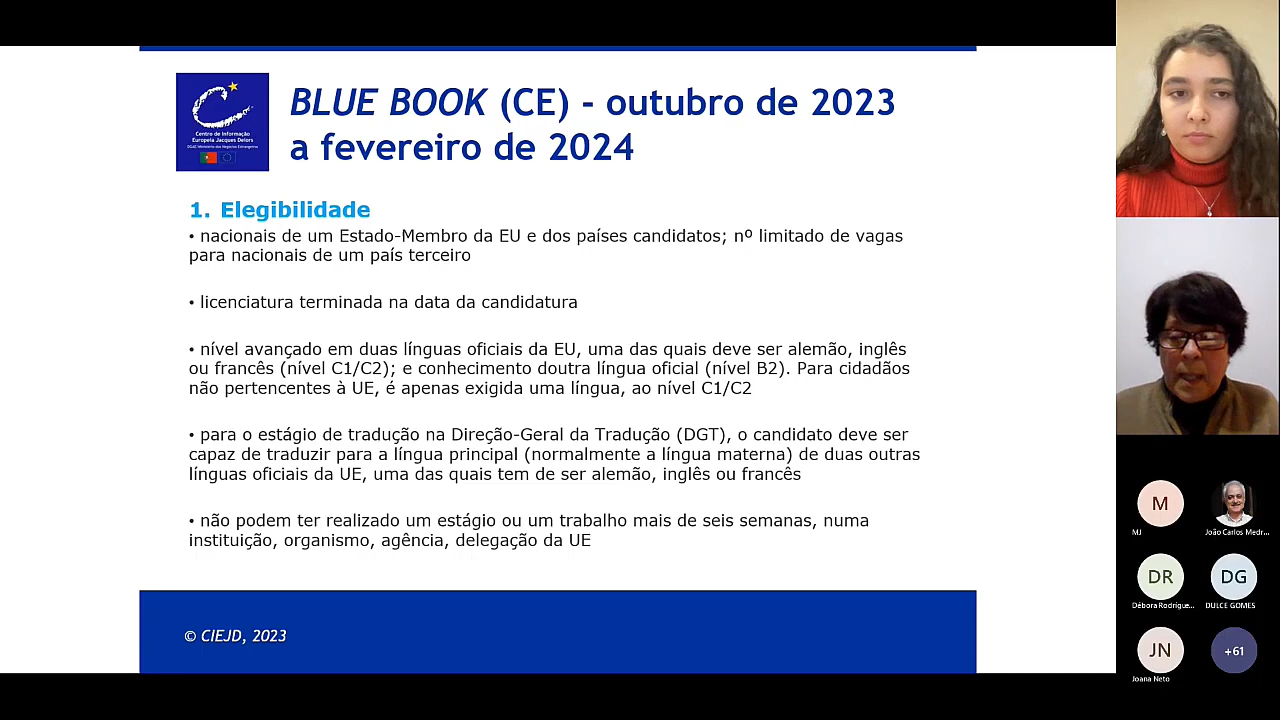 BLUE BOOK (CE) - outubro de 2023
a fevereiro de 2024
Centro de Informação
Europeia Jacques Delors
1. Elegibilidade
• nacionais de um Estado-Membro da EU e dos países candidatos; nº limitado de vagas
para nacionais de um país terceiro
• licenciatura terminada na data da candidatura
• nível avançado em duas línguas oficiais da EU, uma das quais deve ser alemão, inglês
ou francês (nível C1/C2); e conhecimento doutra língua oficial (nível B2). Para cidadãos
não pertencentes à UE, é apenas exigida uma língua, ao nível C1/C2
• para o estágio de tradução na Direção-Geral da Tradução (DGT), o candidato deve ser
capaz de traduzir para a língua principal (normalmente a língua materna) de duas outras
línguas oficiais da UE, uma das quais tem de ser alemão, inglês ou francês
• não podem ter realizado um estágio ou um trabalho mais de seis semanas, numa
instituição, organismo, agência, delegação da UE
© CIEJD, 2023
M
MJ
João Carlos Medr...
DR
DG
Débora Rodrigue...
DULCE GOMES
JN
+61
Joana Neto